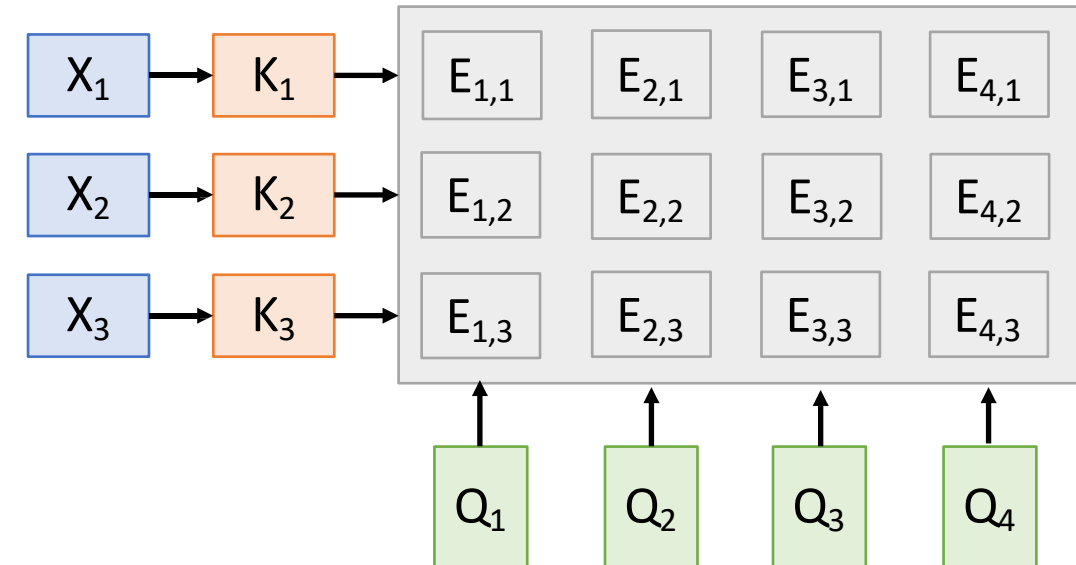 X₁ K₁ E₁,₁ E₂,₁ E₃,₁ E₄,₁
X₂ K₂ E₁,₂ E₂,₂ E₃,₂ E₄,₂
X₃ K₃ E₁,₃ E₂,₃ E₃,₃ E₄,₃
Q₁ Q₂ Q₃ Q₄